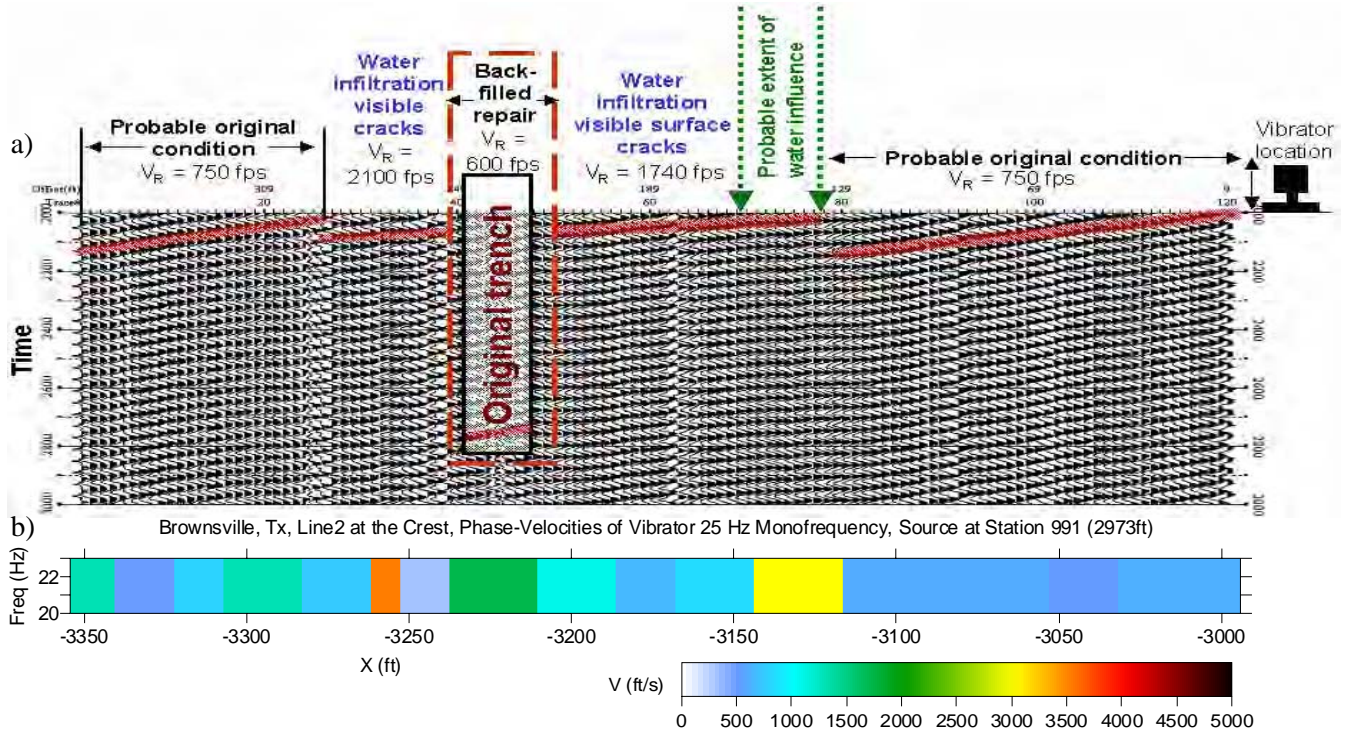 a)
Probable original
condition
V_R = 750 fps
Water
infiltration
visible
cracks
V_R =
2100 fps
Back-
filled
repair
V_R =
600 fps
Water
infiltration
visible surface
cracks
V_R = 1740 fps
Probable extent of
water influence
Probable original condition
V_R = 750 fps
Vibrator
location
309 189 129 69 9
20 60 80 100 120
Time
2200
2400
2600
Original trench
b)
Brownsville, Tx, Line2 at the Crest, Phase-Velocities of Vibrator 25 Hz Monofrequency, Source at Station 991 (2973ft)
Freq (Hz)
22
20
-3350 -3300 -3250 -3200 -3150 -3100 -3050 -3000
X (ft)
V (ft/s)
0 500 1000 1500 2000 2500 3000 3500 4000 4500 5000